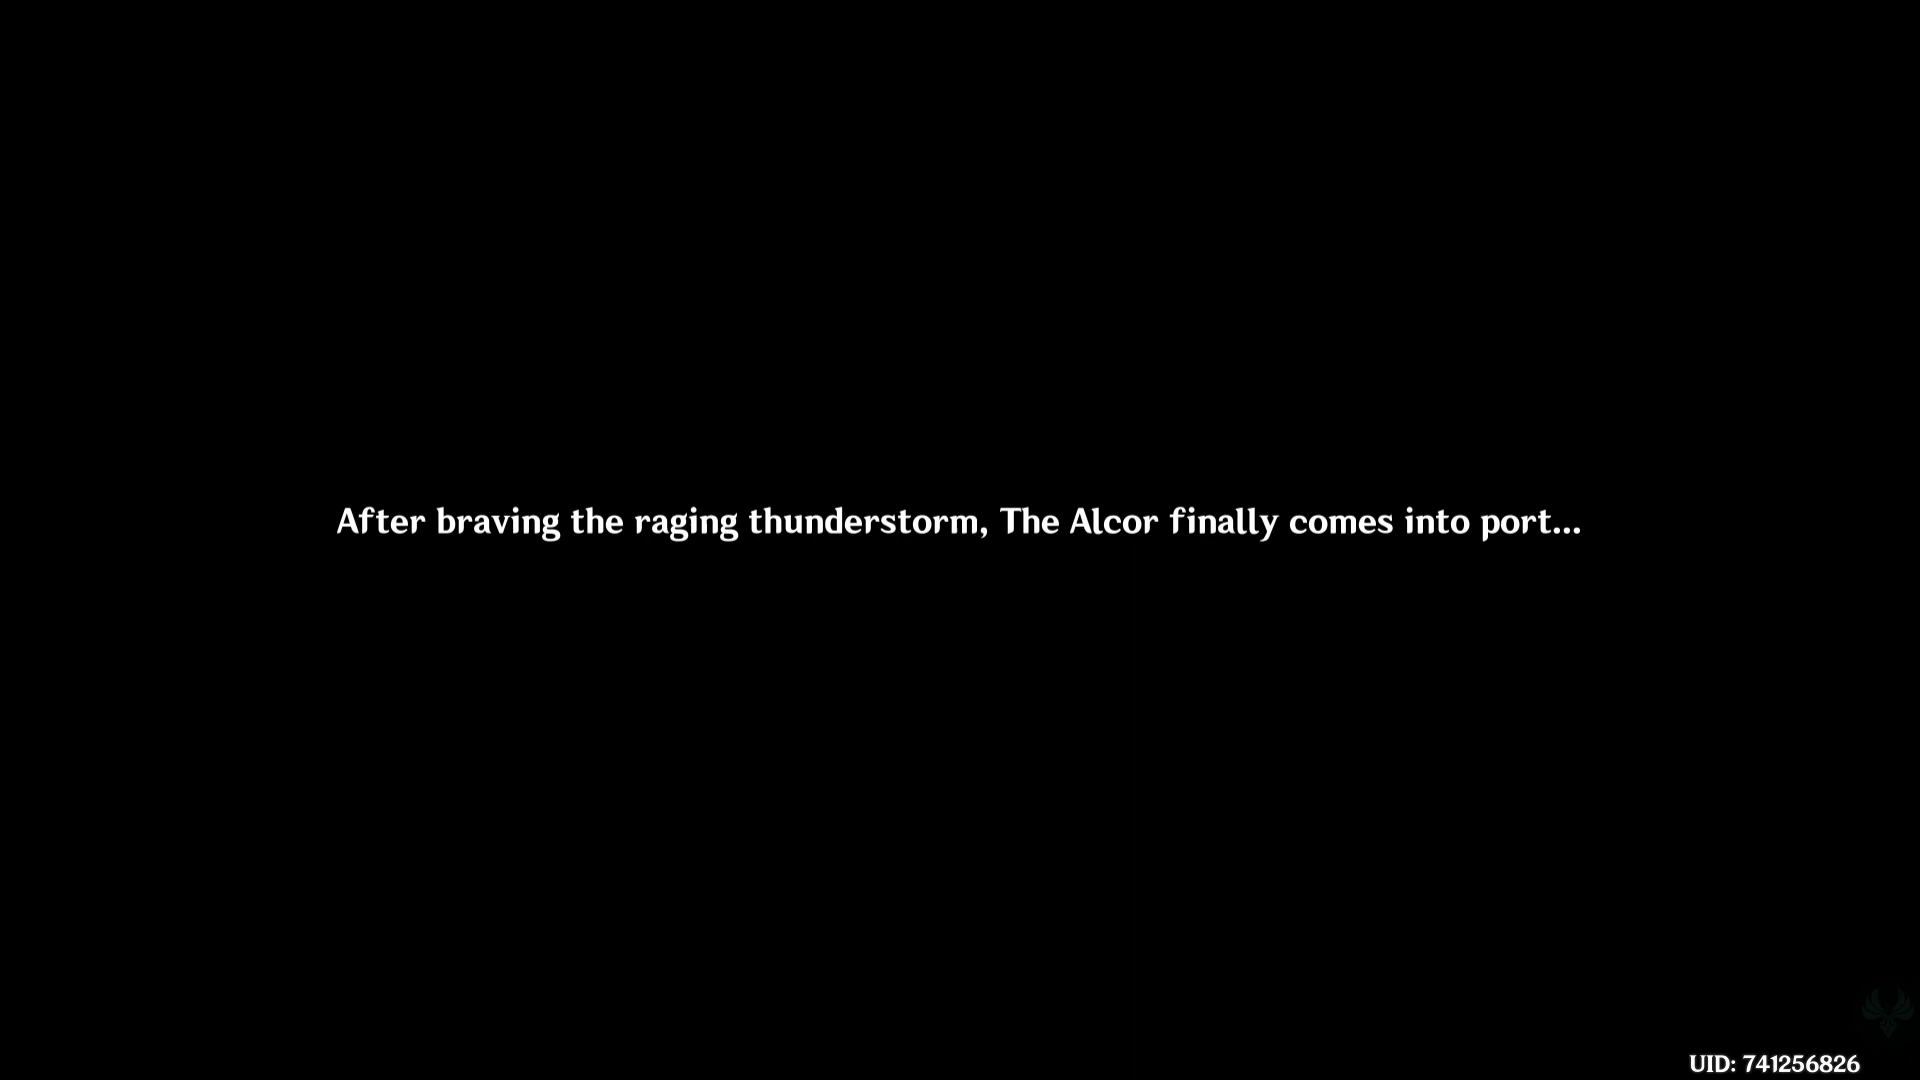 After braving the raging thunderstorm, The Alcor finally comes into port...
UID: 741256826